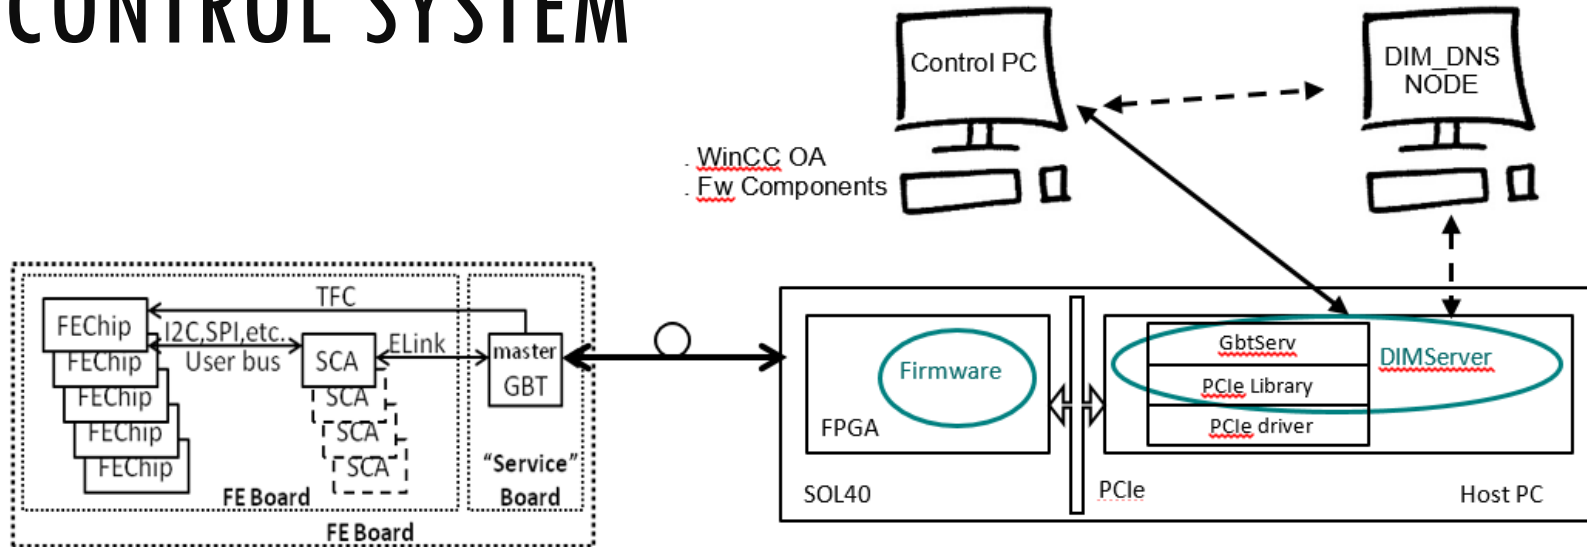 CONTROL SYSTEM
Control PC
DIM_DNS
NODE
. WinCC OA
. Fw Components
TFC
FEChip
I2C,SPI,etc.
User bus
SCA
ELink
master
GBT
FEChip
FEChip
FEChip
FEChip
SCA
SCA
SCA
"Service"
Board
FE Board
FE Board
Firmware
FPGA
SOL40
PCIe
GbtServ
PCIe Library
PCIe driver
DIMServer
Host PC